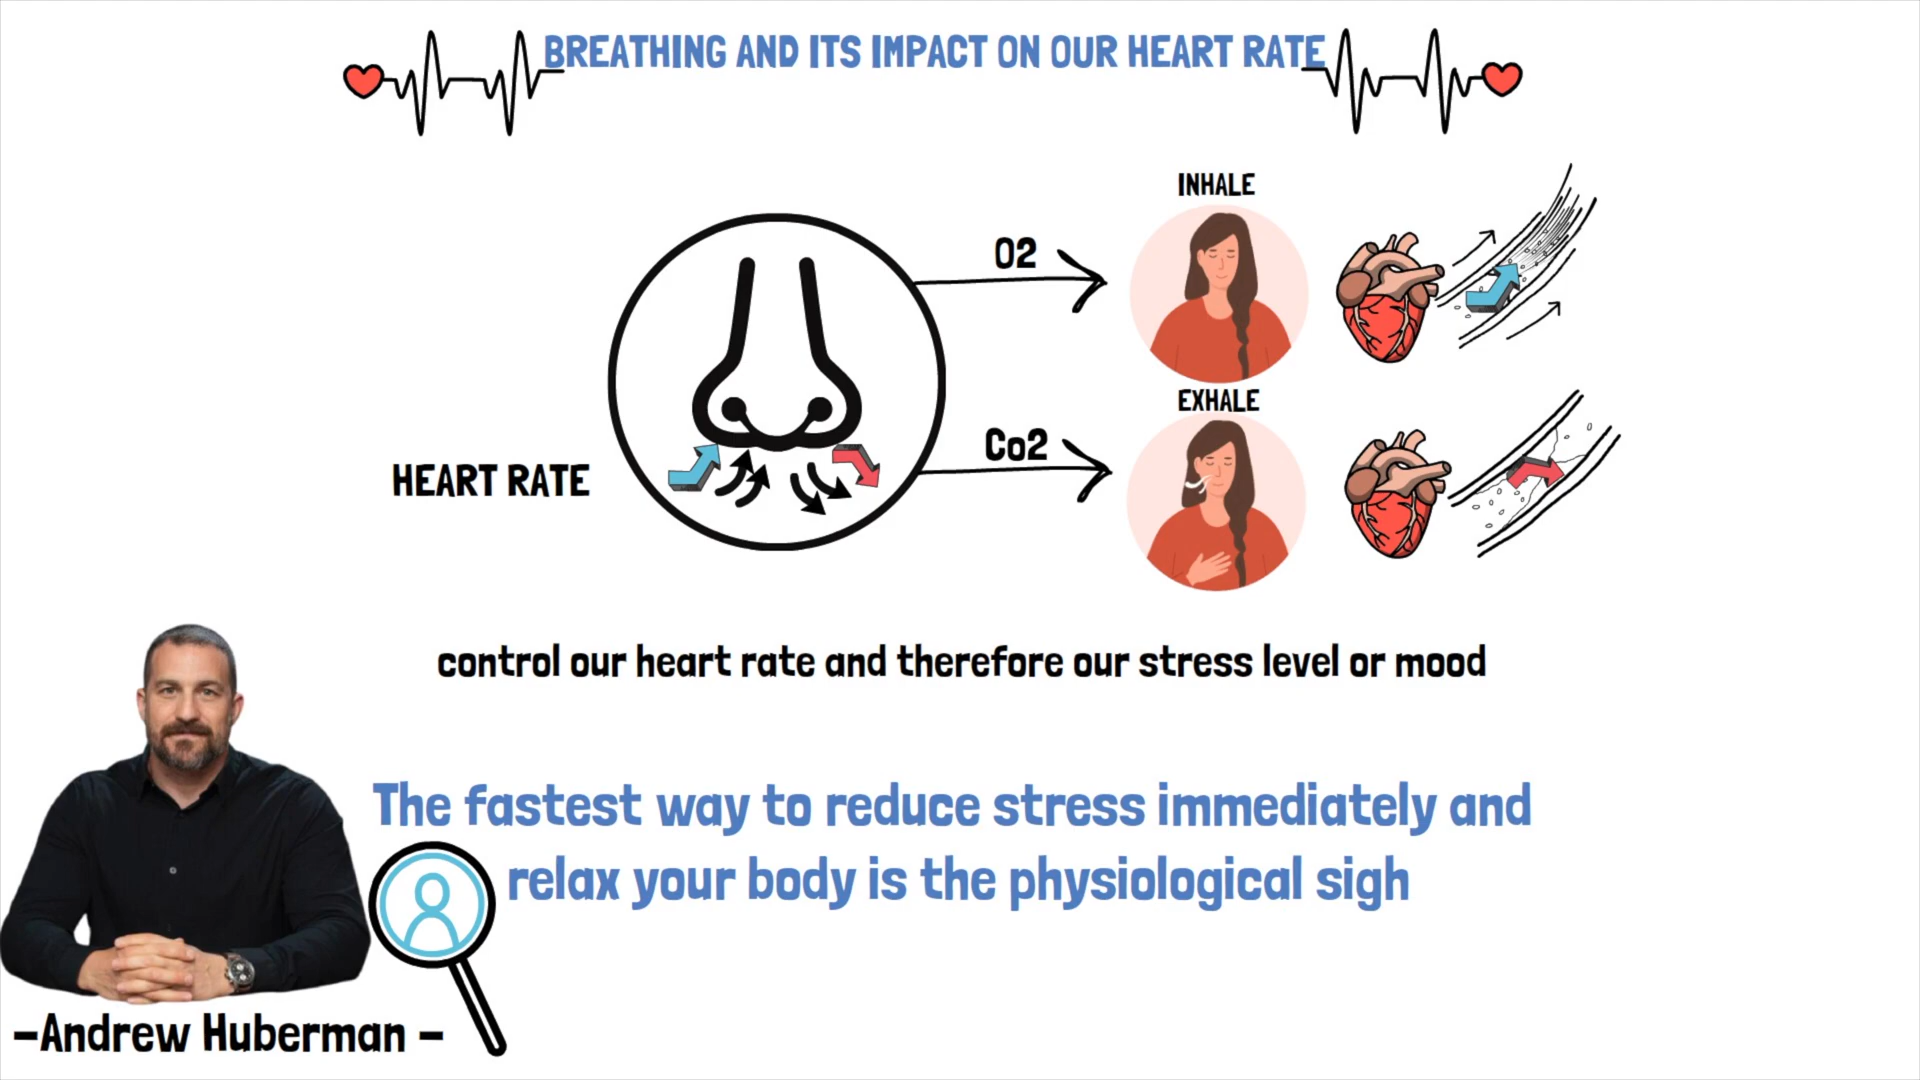 BREATHING AND ITS IMPACT ON OUR HEART RATE
INHALE
O2
EXHALE
Co2
HEART RATE
control our heart rate and therefore our stress level or mood
The fastest way to reduce stress immediately and
relax your body is the physiological sigh
-Andrew Huberman -